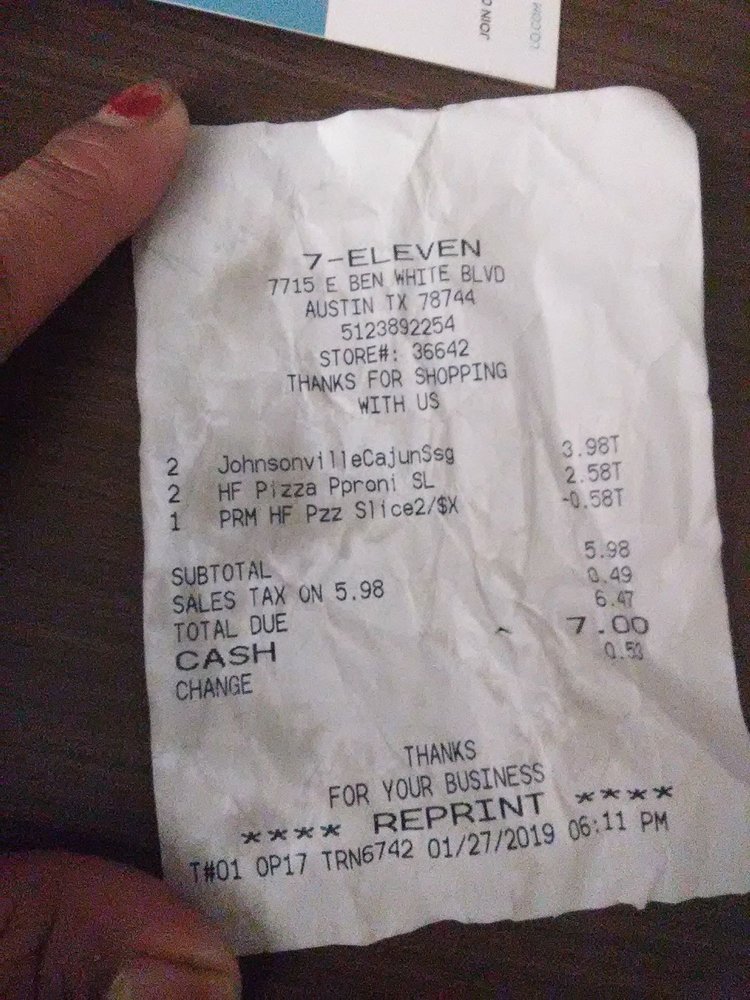 7-ELEVEN
7715 E BEN WHITE BLVD
AUSTIN TX 78744
5123892254
STORE#: 36642
THANKS FOR SHOPPING
WITH US
2 JohnsonvilleCajunSsg 3.98T
2 HF Pizza Pproni SL 2.58T
1 PRM HF Pzz Slice2/$X -0.58T
SUBTOTAL 5.98
SALES TAX ON 5.98 0.49
TOTAL DUE 6.47
CASH 7.00
CHANGE 0.53
THANKS
FOR YOUR BUSINESS
**** REPRINT ****
T#01 OP17 TRN6742 01/27/2019 06:11 PM